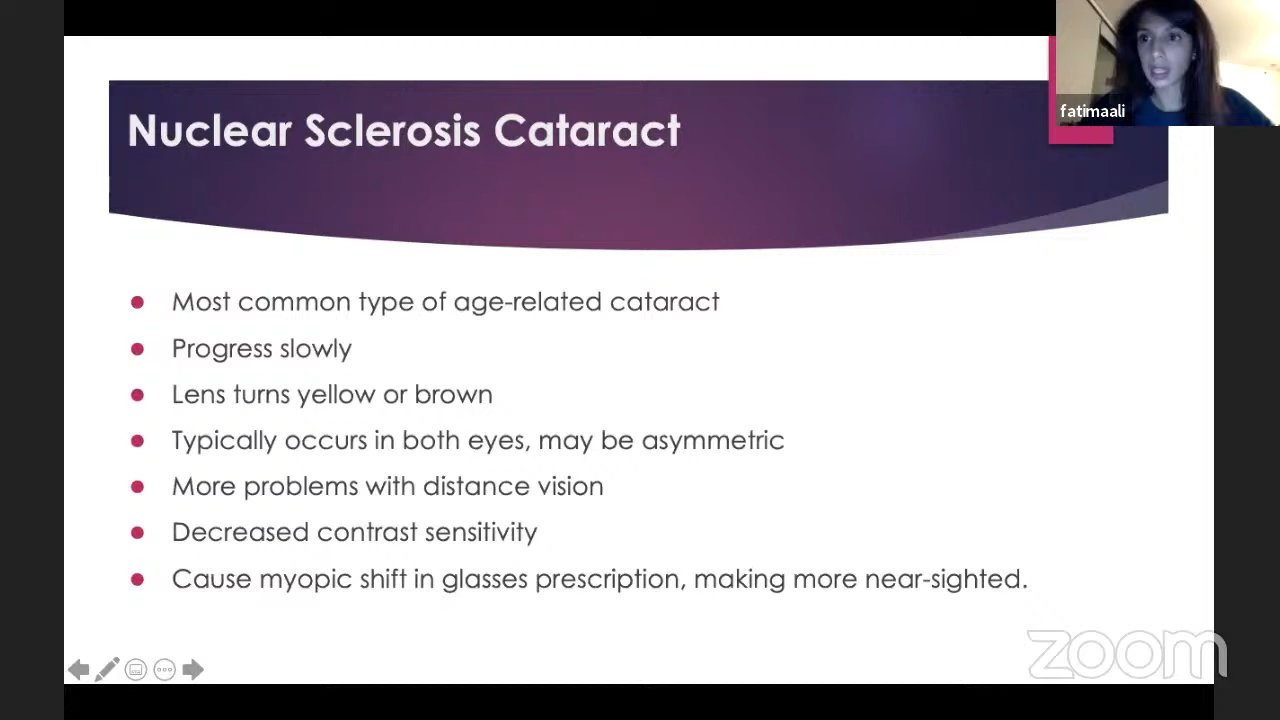 Nuclear Sclerosis Cataract
fatimaali
Most common type of age-related cataract
Progress slowly
Lens turns yellow or brown
Typically occurs in both eyes, may be asymmetric
More problems with distance vision
Decreased contrast sensitivity
Cause myopic shift in glasses prescription, making more near-sighted.
zoom